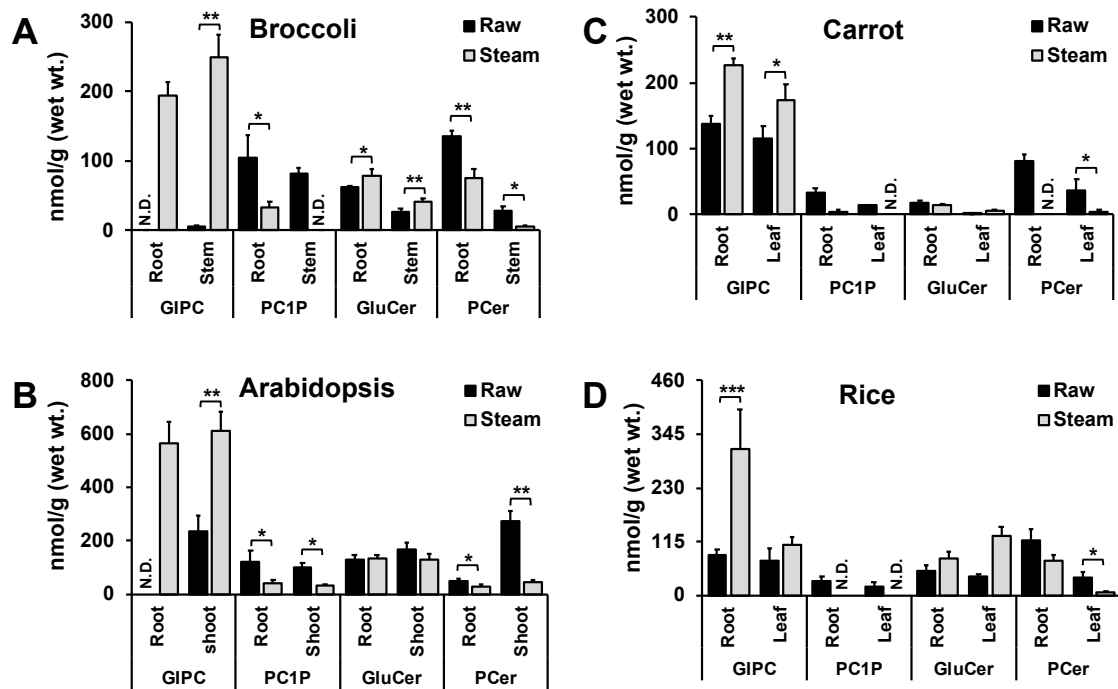 A
Broccoli
Raw
Steam
nmol/g (wet wt.)
300
200
100
0
N.D.
**
*
N.D.
*
**
**
*
Root
Stem
Root
Stem
Root
Stem
Root
Stem
GIPC
PC1P
GluCer
PCer
C
Carrot
Raw
Steam
nmol/g (wet wt.)
300
200
100
0
**
*
N.D.
N.D.
*
Root
Leaf
Root
Leaf
Root
Leaf
Root
Leaf
GIPC
PC1P
GluCer
PCer
B
Arabidopsis
Raw
Steam
nmol/g (wet wt.)
800
600
400
200
0
N.D.
**
*
*
*
**
Root
Shoot
Root
Shoot
Root
Shoot
Root
Shoot
GIPC
PC1P
GluCer
PCer
D
Rice
Raw
Steam
nmol/g (wet wt.)
460
345
230
115
0
***
N.D.
N.D.
*
Root
Leaf
Root
Leaf
Root
Leaf
Root
Leaf
GIPC
PC1P
GluCer
PCer